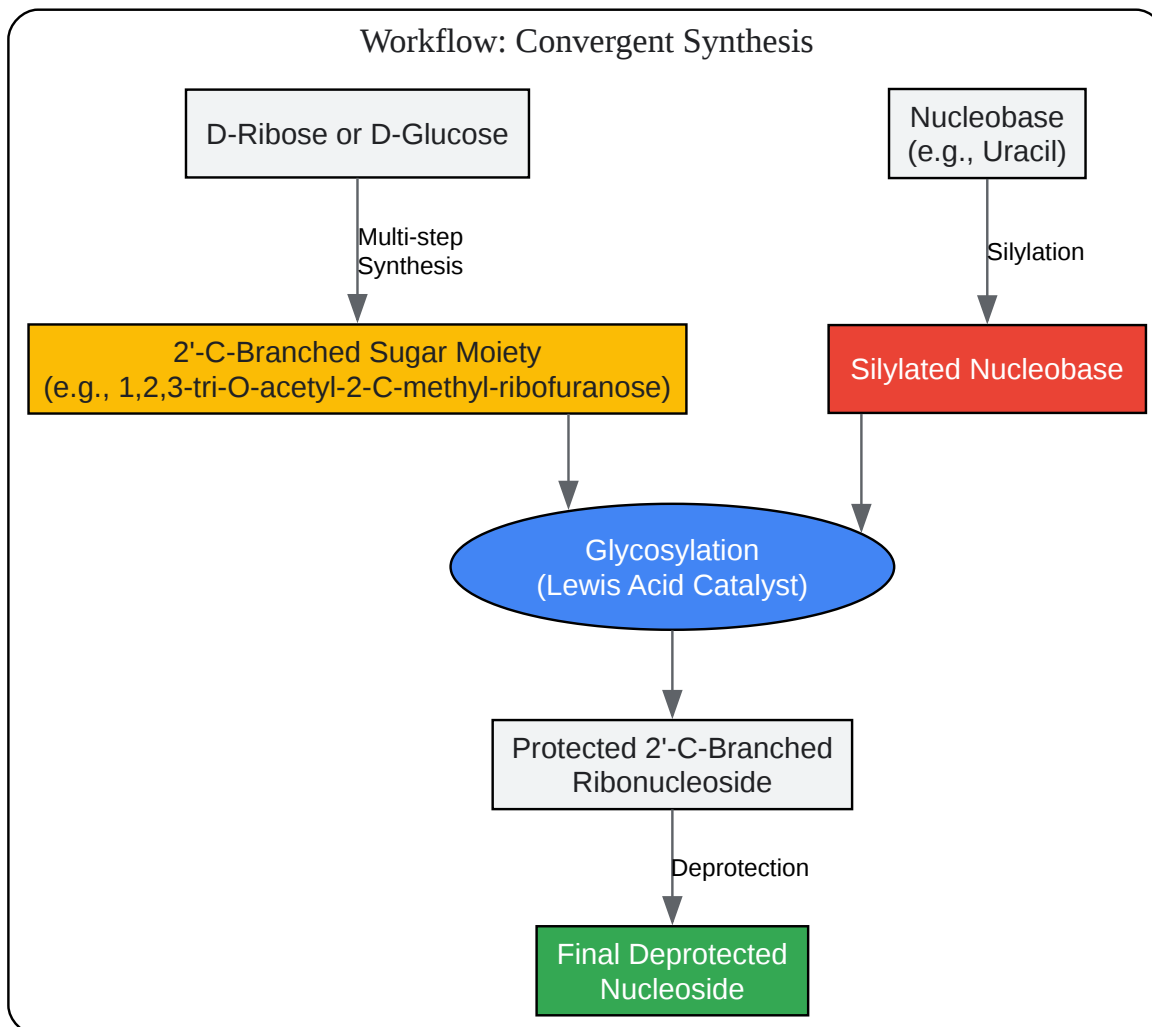 Workflow: Convergent Synthesis
D-Ribose or D-Glucose
Nucleobase
(e.g., Uracil)
Multi-step
Synthesis
Silylation
2'-C-Branched Sugar Moiety
(e.g., 1,2,3-tri-O-acetyl-2-C-methyl-ribofuranose)
Silylated Nucleobase
Glycosylation
(Lewis Acid Catalyst)
Protected 2'-C-Branched
Ribonucleoside
Deprotection
Final Deprotected
Nucleoside